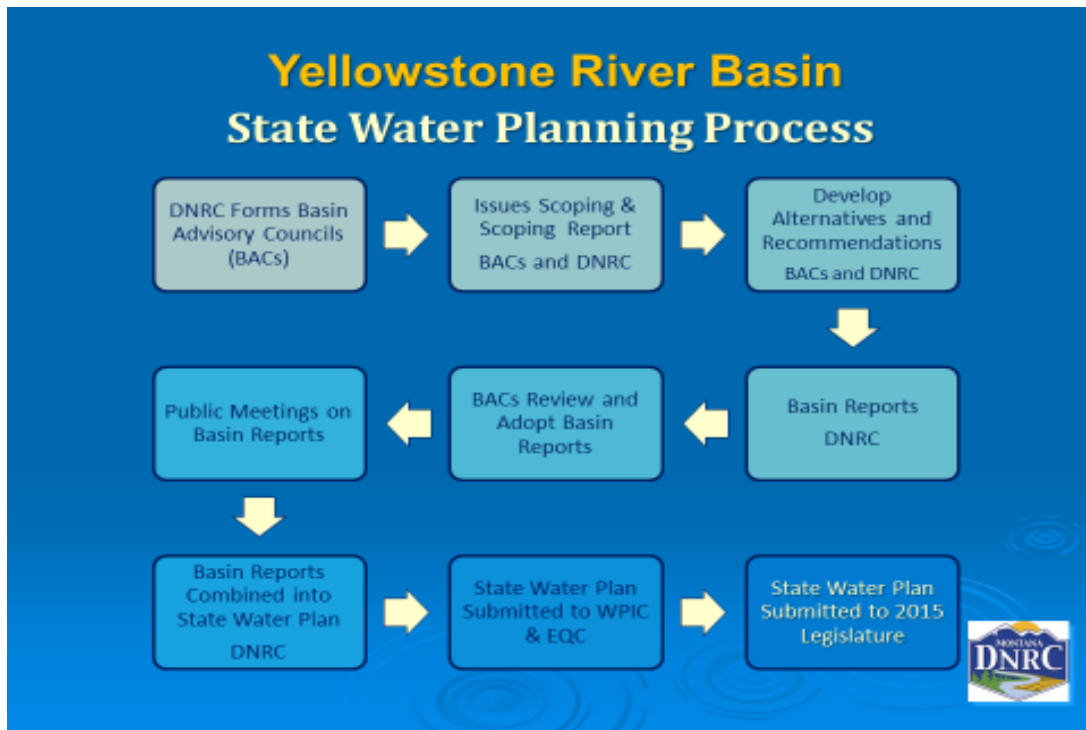 Yellowstone River Basin
State Water Planning Process
DNRC Forms Basin
Advisory Councils
(BACs)
Issues Scoping &
Scoping Report
BACs and DNRC
Develop
Alternatives and
Recommendations
BACs and DNRC
Basin Reports
DNRC
BACs Review and
Adopt Basin
Reports
Public Meetings on
Basin Reports
Basin Reports
Combined into
State Water Plan
DNRC
State Water Plan
Submitted to WPIC
& EQC
State Water Plan
Submitted to 2015
Legislature
MONTANA
DNRC